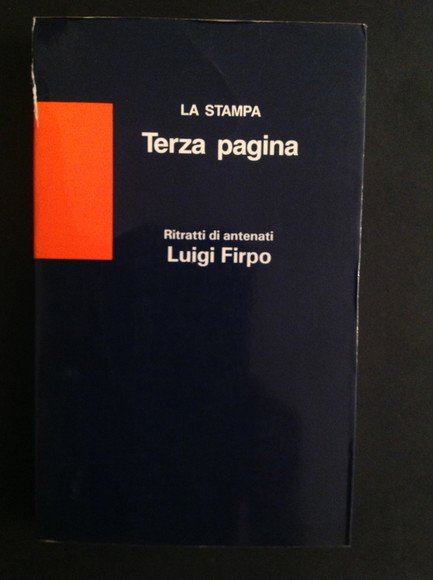 LA STAMPA
Terza pagina
Ritratti di antenati
Luigi Firpo